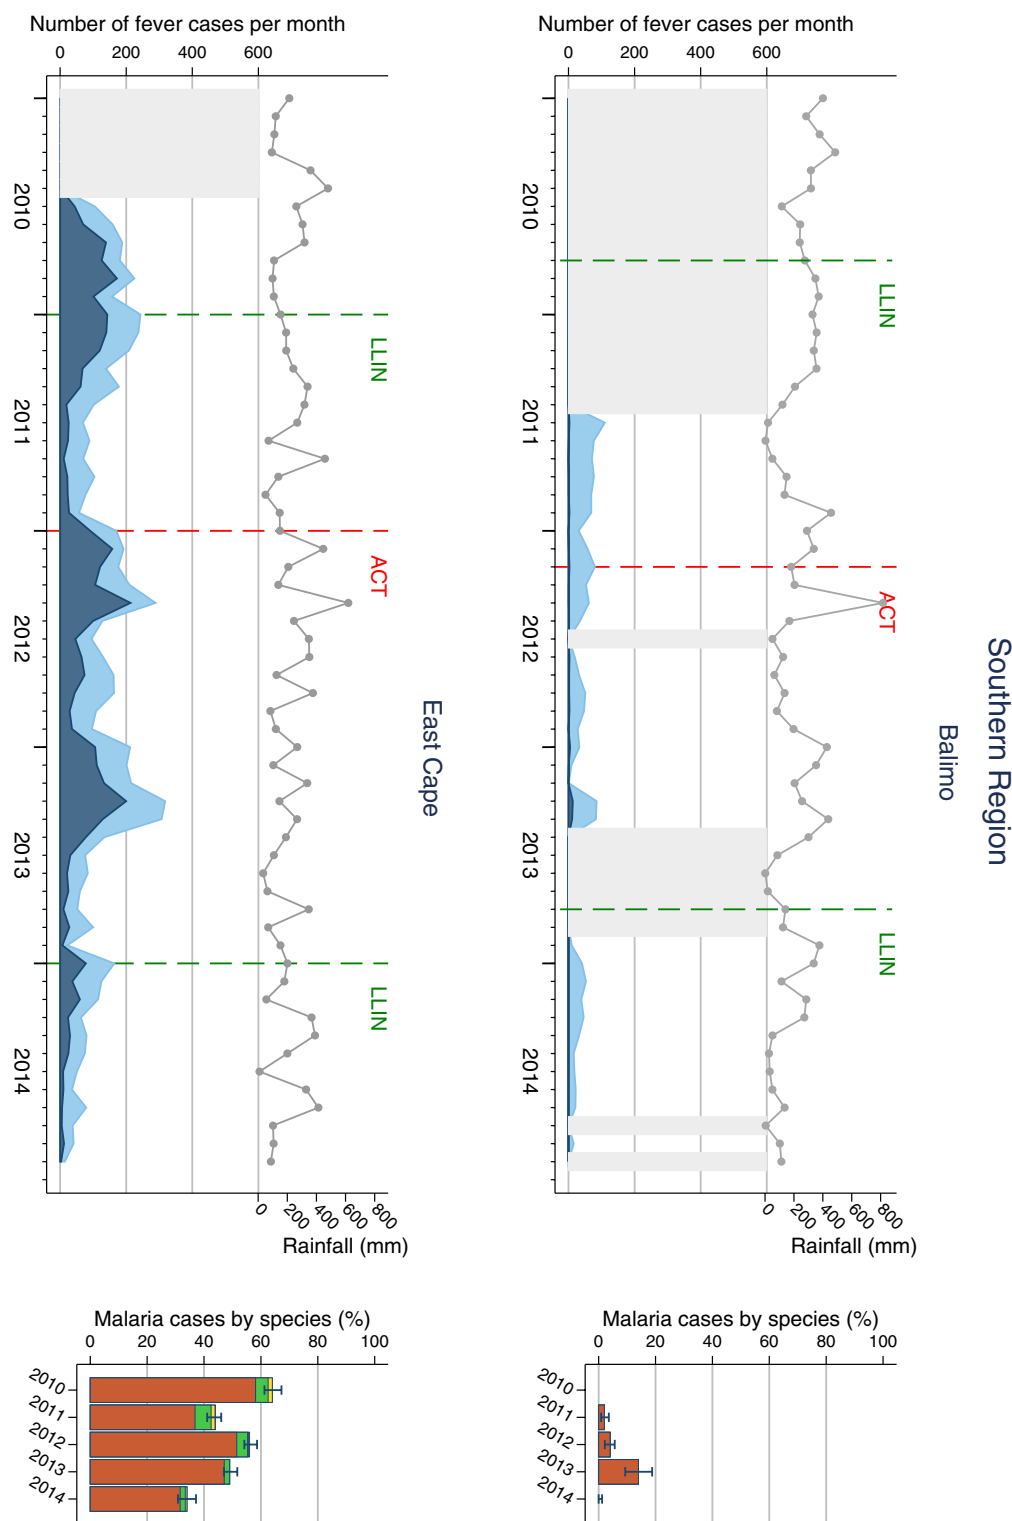 Southern Region
Balimo
Number of fever cases per month
0 200 400 600
2010
2011
2012
2013
2014
LLIN
ACT
LLIN
0 200 400 600 800
Rainfall (mm)
Malaria cases by species (%)
0 20 40 60 80 100
2010
2011
2012
2013
2014
East Cape
Number of fever cases per month
0 200 400 600
2010
2011
2012
2013
2014
LLIN
ACT
LLIN
0 200 400 600 800
Rainfall (mm)
Malaria cases by species (%)
0 20 40 60 80 100
2010
2011
2012
2013
2014